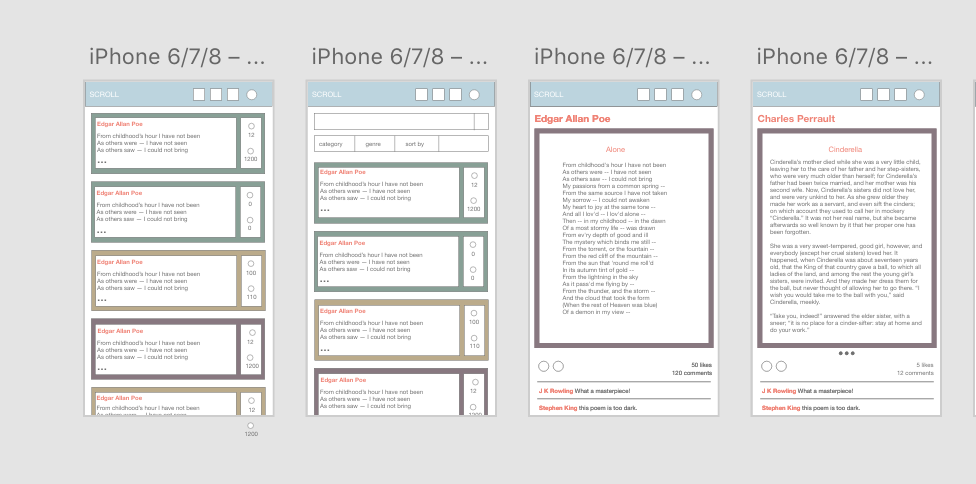 iPhone 6/7/8 – ...
SCROLL
Edgar Allan Poe
From childhood's hour I have not been
As others were -- I have not seen
As others saw -- I could not bring
...
12
1200
Edgar Allan Poe
From childhood's hour I have not been
As others were -- I have not seen
As others saw -- I could not bring
...
0
0
Edgar Allan Poe
From childhood's hour I have not been
As others were -- I have not seen
As others saw -- I could not bring
...
100
110
Edgar Allan Poe
From childhood's hour I have not been
As others were -- I have not seen
As others saw -- I could not bring
...
12
1200
Edgar Allan Poe
From childhood's hour I have not been
12
1200
iPhone 6/7/8 – ...
SCROLL
category
genre
sort by
Edgar Allan Poe
From childhood's hour I have not been
As others were -- I have not seen
As others saw -- I could not bring
...
12
1200
Edgar Allan Poe
From childhood's hour I have not been
As others were -- I have not seen
As others saw -- I could not bring
...
0
0
Edgar Allan Poe
From childhood's hour I have not been
As others were -- I have not seen
As others saw -- I could not bring
...
100
110
Edgar Allan Poe
From childhood's hour I have not been
As others were -- I have not seen
As others saw -- I could not bring
12
iPhone 6/7/8 – ...
SCROLL
Edgar Allan Poe
Alone
From childhood's hour I have not been
As others were -- I have not seen
As others saw -- I could not bring
My passions from a common spring --
From the same source I have not taken
My sorrow -- I could not awaken
My heart to joy at the same tone --
And all I lov'd -- I lov'd alone --
Then -- in my childhood -- in the dawn
Of a most stormy life -- was drawn
From ev'ry depth of good and ill
The mystery which binds me still --
From the torrent, or the fountain --
From the red cliff of the mountain --
From the sun that 'round me roll'd
In its autumn tint of gold --
From the lightning in the sky
As it pass'd me flying by --
From the thunder, and the storm --
And the cloud that took the form
(When the rest of Heaven was blue)
Of a demon in my view --
50 likes
120 comments
J K Rowling What a masterpiece!
Stephen King this poem is too dark.
iPhone 6/7/8 – ...
SCROLL
Charles Perrault
Cinderella
Cinderella's mother died while she was a very little child,
leaving her to the care of her father and her step-sisters,
who were very much older than herself; for Cinderella's
father had been twice married, and her mother was his
second wife. Now, Cinderella's sisters did not love her,
and were very unkind to her. As she grew older they
made her work as a servant, and even sift the cinders;
on which account they used to call her in mockery
"Cinderella." It was not her real name, but she became
afterwards so well known by it that her proper one has
been forgotten.
She was a very sweet-tempered, good girl, however, and
everybody (except her cruel sisters) loved her. It
happened, when Cinderella was about seventeen years
old, that the King of that country gave a ball, to which all
ladies of the land, and among the rest the young girl's
sisters, were invited. And they made her dress them for
the ball, but never thought of allowing her to go there. "I
wish you would take me to the ball with you," said
Cinderella, meekly.
"Take you, indeed!" answered the elder sister, with a
sneer; "it is no place for a cinder-sifter: stay at home and
do your work."
...
5 likes
12 comments
J K Rowling What a masterpiece!
Stephen King this poem is too dark.